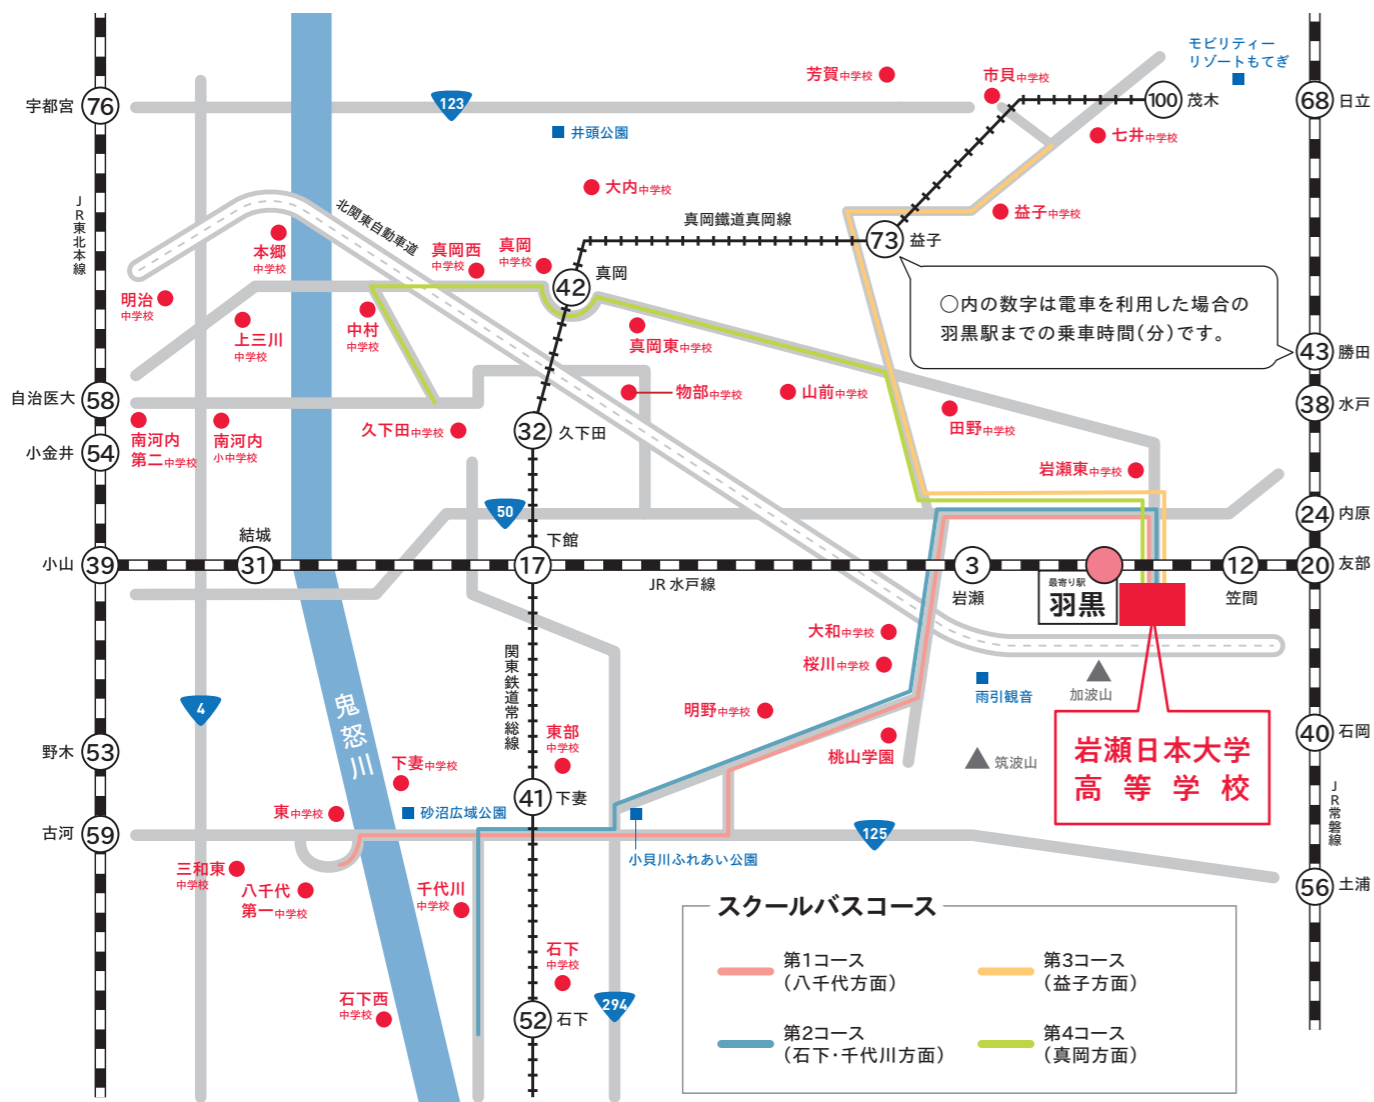 モビリティー
リゾートもてぎ
芳賀中学校
市貝中学校
宇都宮
76
123
100
茂木
68
日立
井頭公園
七井中学校
大内中学校
JR東北本線
北関東自動車道
真岡鐵道真岡線
益子中学校
本郷
中学校
真岡西
中学校
真岡
中学校
73
益子
42
真岡
明治
中学校
上三川
中学校
中村
中学校
真岡東中学校
○内の数字は電車を利用した場合の
羽黒駅までの乗車時間(分)です。
43
勝田
自治医大
58
物部中学校
山前中学校
38
水戸
南河内
第二中学校
南河内
小中学校
久下田中学校
32
久下田
田野中学校
小金井
54
岩瀬東中学校
50
24
内原
結城
下館
小山
39
31
17
JR 水戸線
3
岩瀬
最寄り駅
羽黒
12
笠間
20
友部
大和中学校
桜川中学校
関東鉄道常総線
雨引観音
加波山
4
鬼怒川
明野中学校
桃山学園
筑波山
岩瀬日本大学
高等学校
40
石岡
野木
53
東部
中学校
下妻中学校
41
下妻
JR常磐線
東中学校
砂沼広域公園
古河
59
125
小貝川ふれあい公園
三和東
中学校
八千代
第一中学校
千代川
中学校
56
土浦
石下
中学校
石下西
中学校
294
52
石下
スクールバスコース
第1コース
(八千代方面)
第3コース
(益子方面)
第2コース
(石下・千代川方面)
第4コース
(真岡方面)